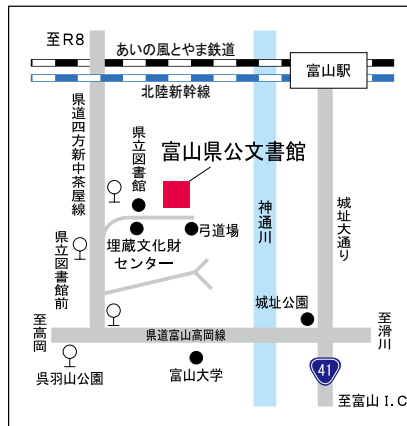 至R8
あいの風とやま鉄道
富山駅
北陸新幹線
県道四方新中茶屋線
県立図書館
富山県公文書館
神通川
城址大通り
弓道場
埋蔵文化財
センター
県立図書館前
城址公園
至高岡
県道富山高岡線
至滑川
呉羽山公園
富山大学
41
至富山I.C